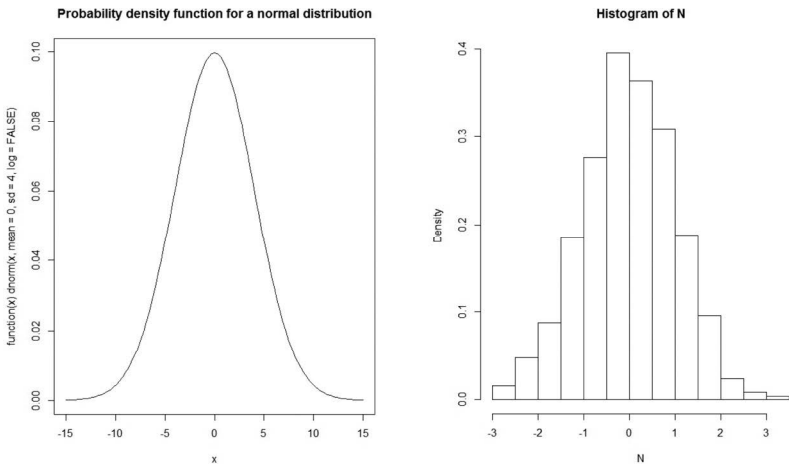 Probability density function for a normal distribution
function(x) dnorm(x, mean = 0, sd = 4, log = FALSE)
0.10
0.08
0.06
0.04
0.02
0.00
-15 -10 -5 0 5 10 15
x
Histogram of N
Density
0.4
0.3
0.2
0.1
0.0
-3 -2 -1 0 1 2 3
N